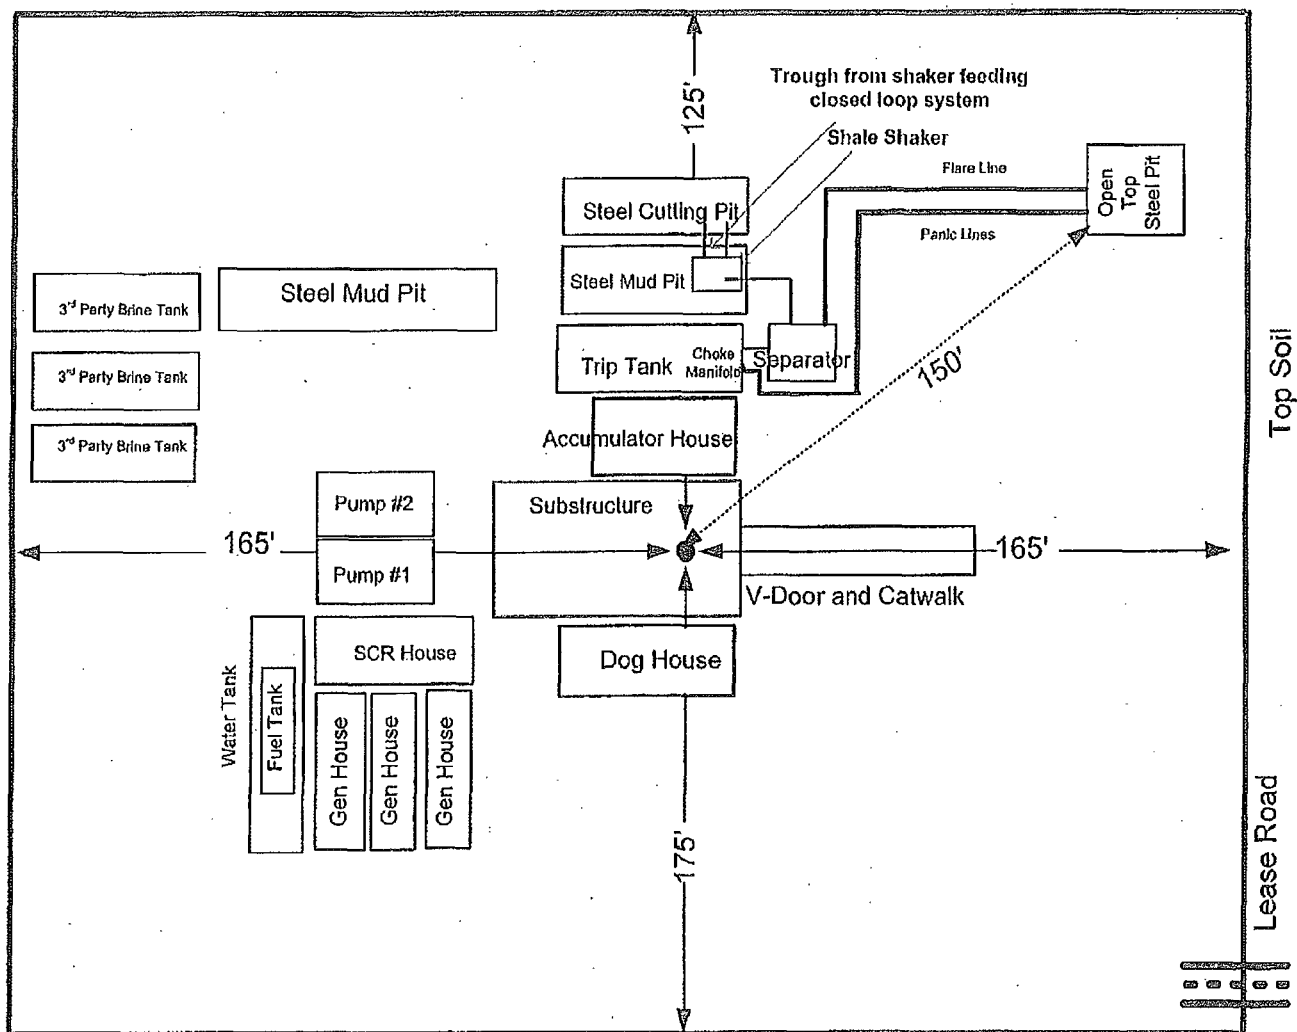 Trough from shaker feeding
closed loop system
Shale Shaker
125'
Flare Line
Open
Top
Steel Pit
Steel Cutting Pit
Panic Lines
Steel Mud Pit
Steel Mud Pit
3rd Party Brine Tank
3rd Party Brine Tank
3rd Party Brine Tank
Trip Tank
Choke
Manifold
Separator
150'
Top Soil
Accumulator House
Pump #2
Substructure
165'
165'
Pump #1
V-Door and Catwalk
SCR House
Dog House
Water Tank
Fuel Tank
Gen House
Gen House
Gen House
175'
Lease Road